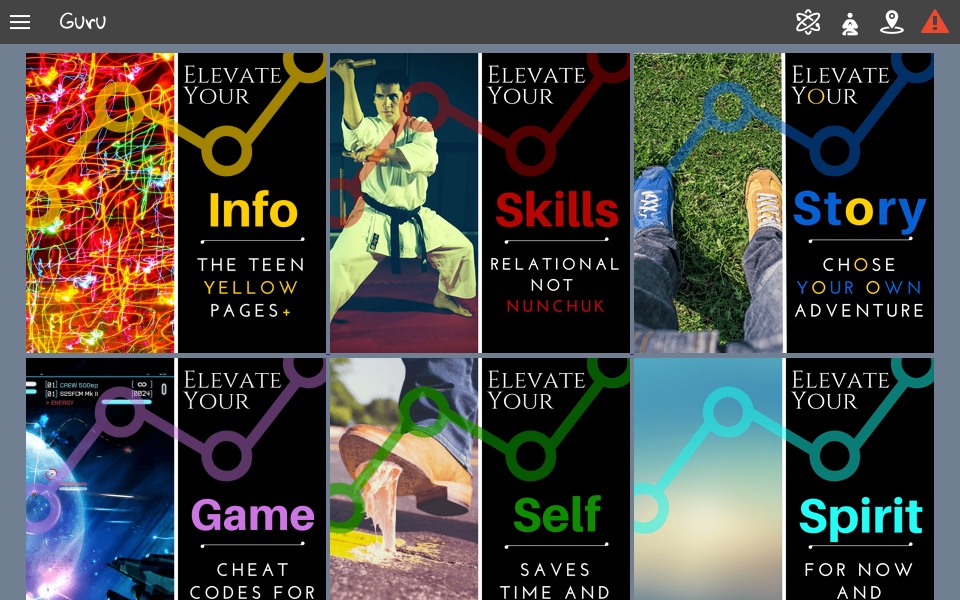 Guru
ELEVATE
YOUR
Info
THE TEEN
YELLOW
PAGES+
ELEVATE
YOUR
Skills
RELATIONAL
NOT
NUNCHUK
ELEVATE
YOUR
Story
CHOSE
YOUR OWN
ADVENTURE
[01] CREW 500ep
[01] S2SFCM Mk II
> ENERGY
[ ∞ ]
[0024]
0
ELEVATE
YOUR
Game
CHEAT
CODES FOR
ELEVATE
YOUR
Self
SAVES
TIME AND
ELEVATE
YOUR
Spirit
FOR NOW
AND